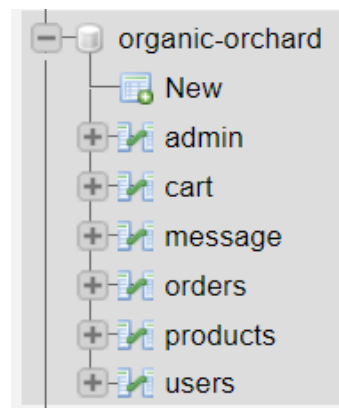 organic-orchard
New
admin
cart
message
orders
products
users